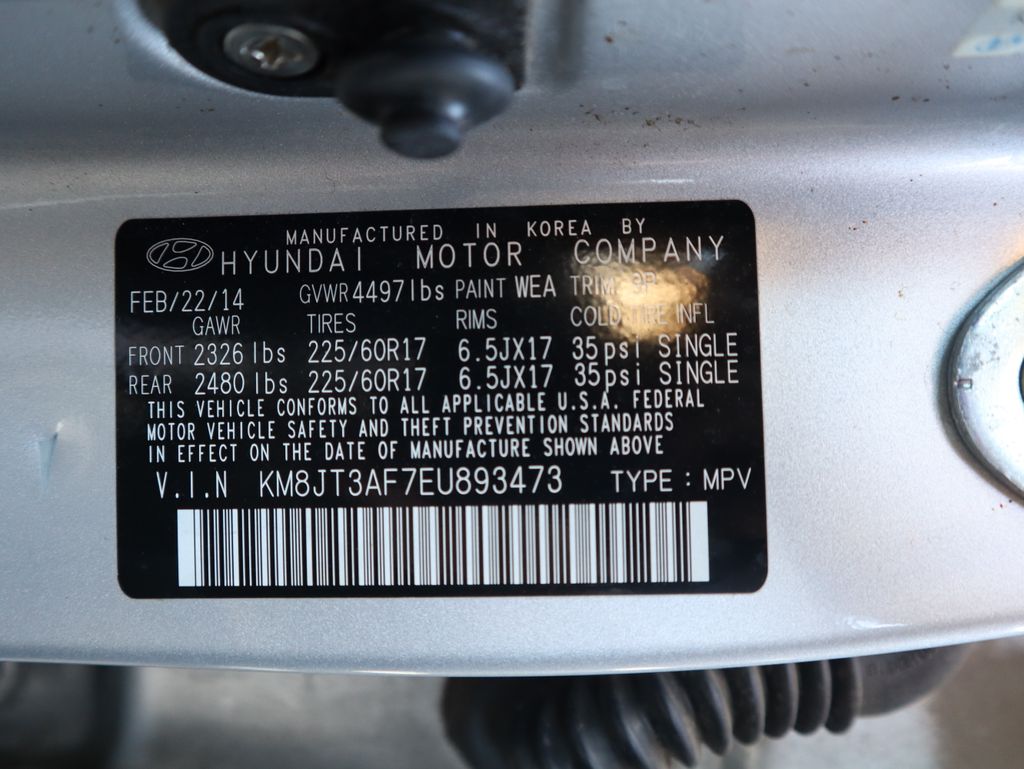 MANUFACTURED IN KOREA BY
HYUNDAI MOTOR COMPANY
FEB/22/14 GVWR 4497lbs PAINT WEA TRIM 9P
GAWR TIRES RIMS COLD TIRE INFL
FRONT 2326 lbs 225/60R17 6.5JX17 35psi SINGLE
REAR 2480 lbs 225/60R17 6.5JX17 35psi SINGLE
THIS VEHICLE CONFORMS TO ALL APPLICABLE U.S.A. FEDERAL
MOTOR VEHICLE SAFETY AND THEFT PREVENTION STANDARDS
IN EFFECT ON THE DATE OF MANUFACTURE SHOWN ABOVE
V.I.N KM8JT3AF7EU893473 TYPE : MPV